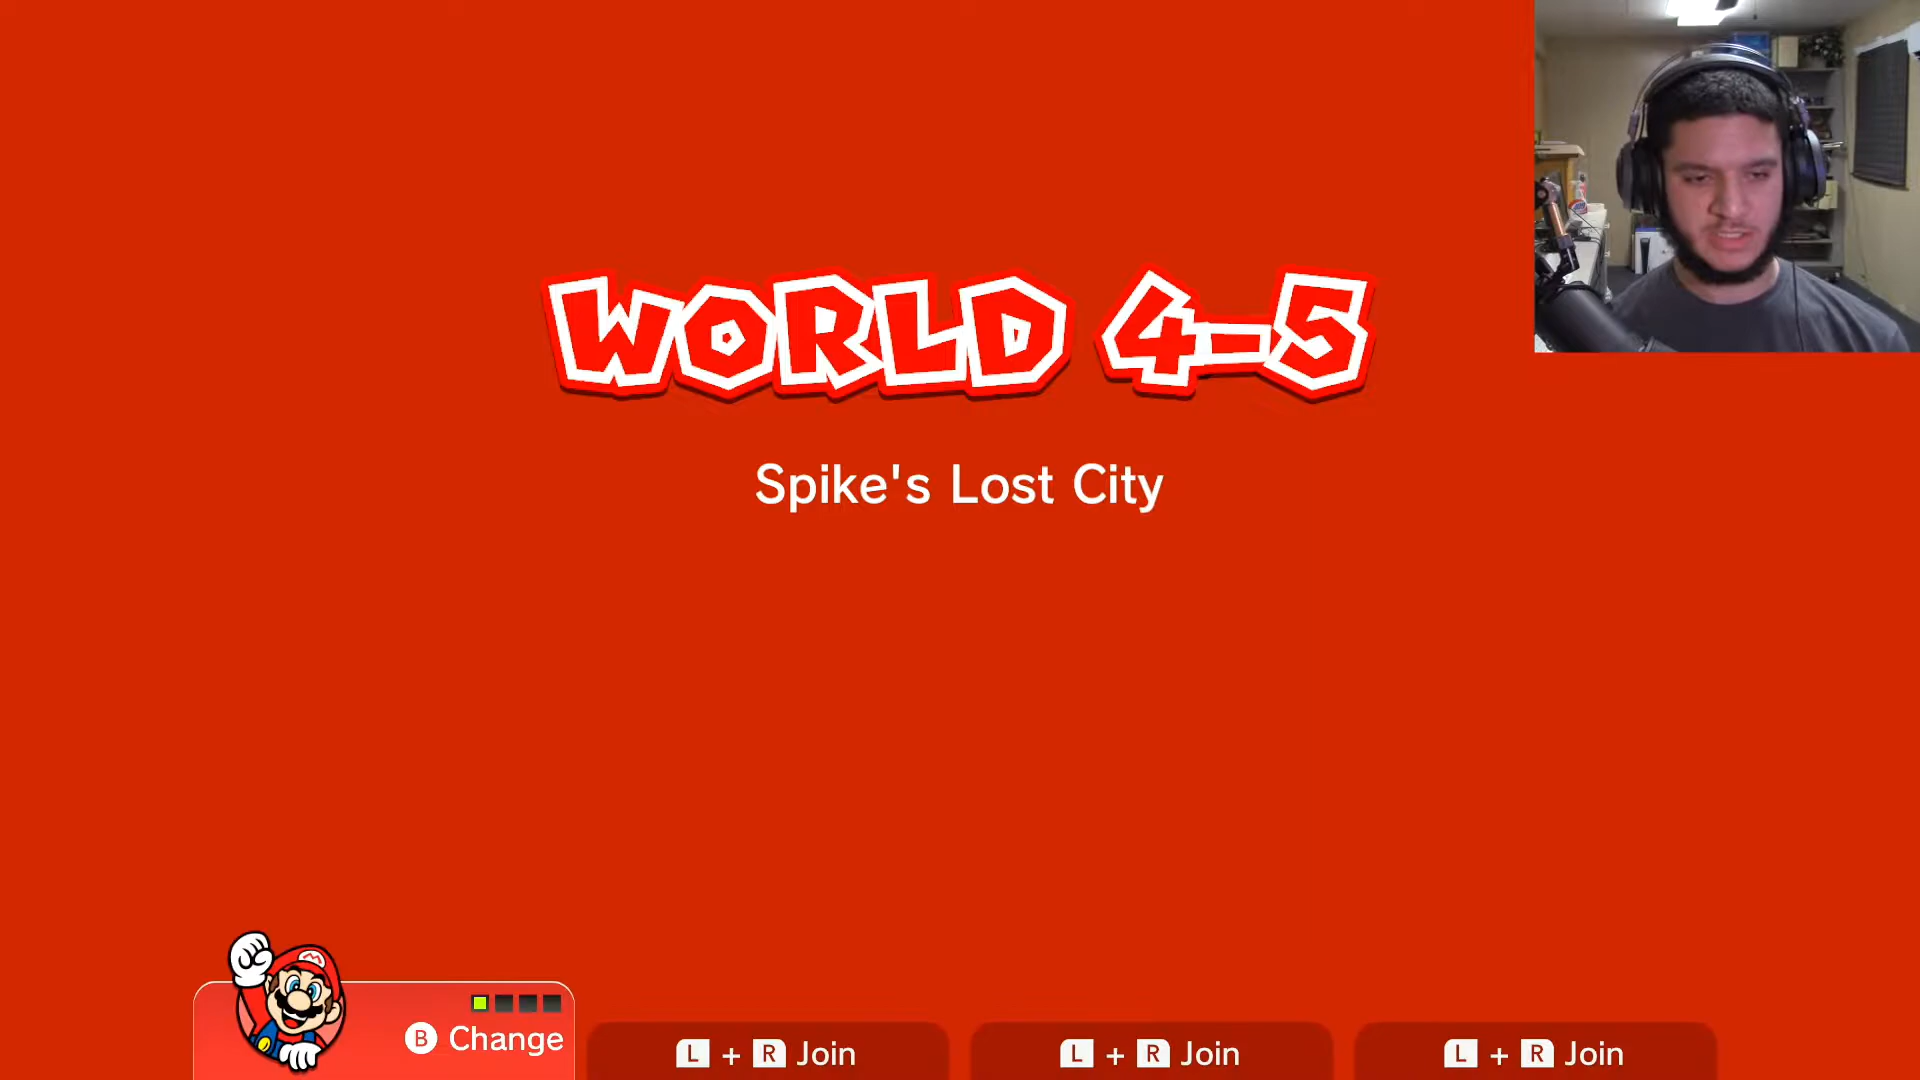 WORLD 4-5
Spike's Lost City
B Change
L + R Join
L + R Join
L + R Join